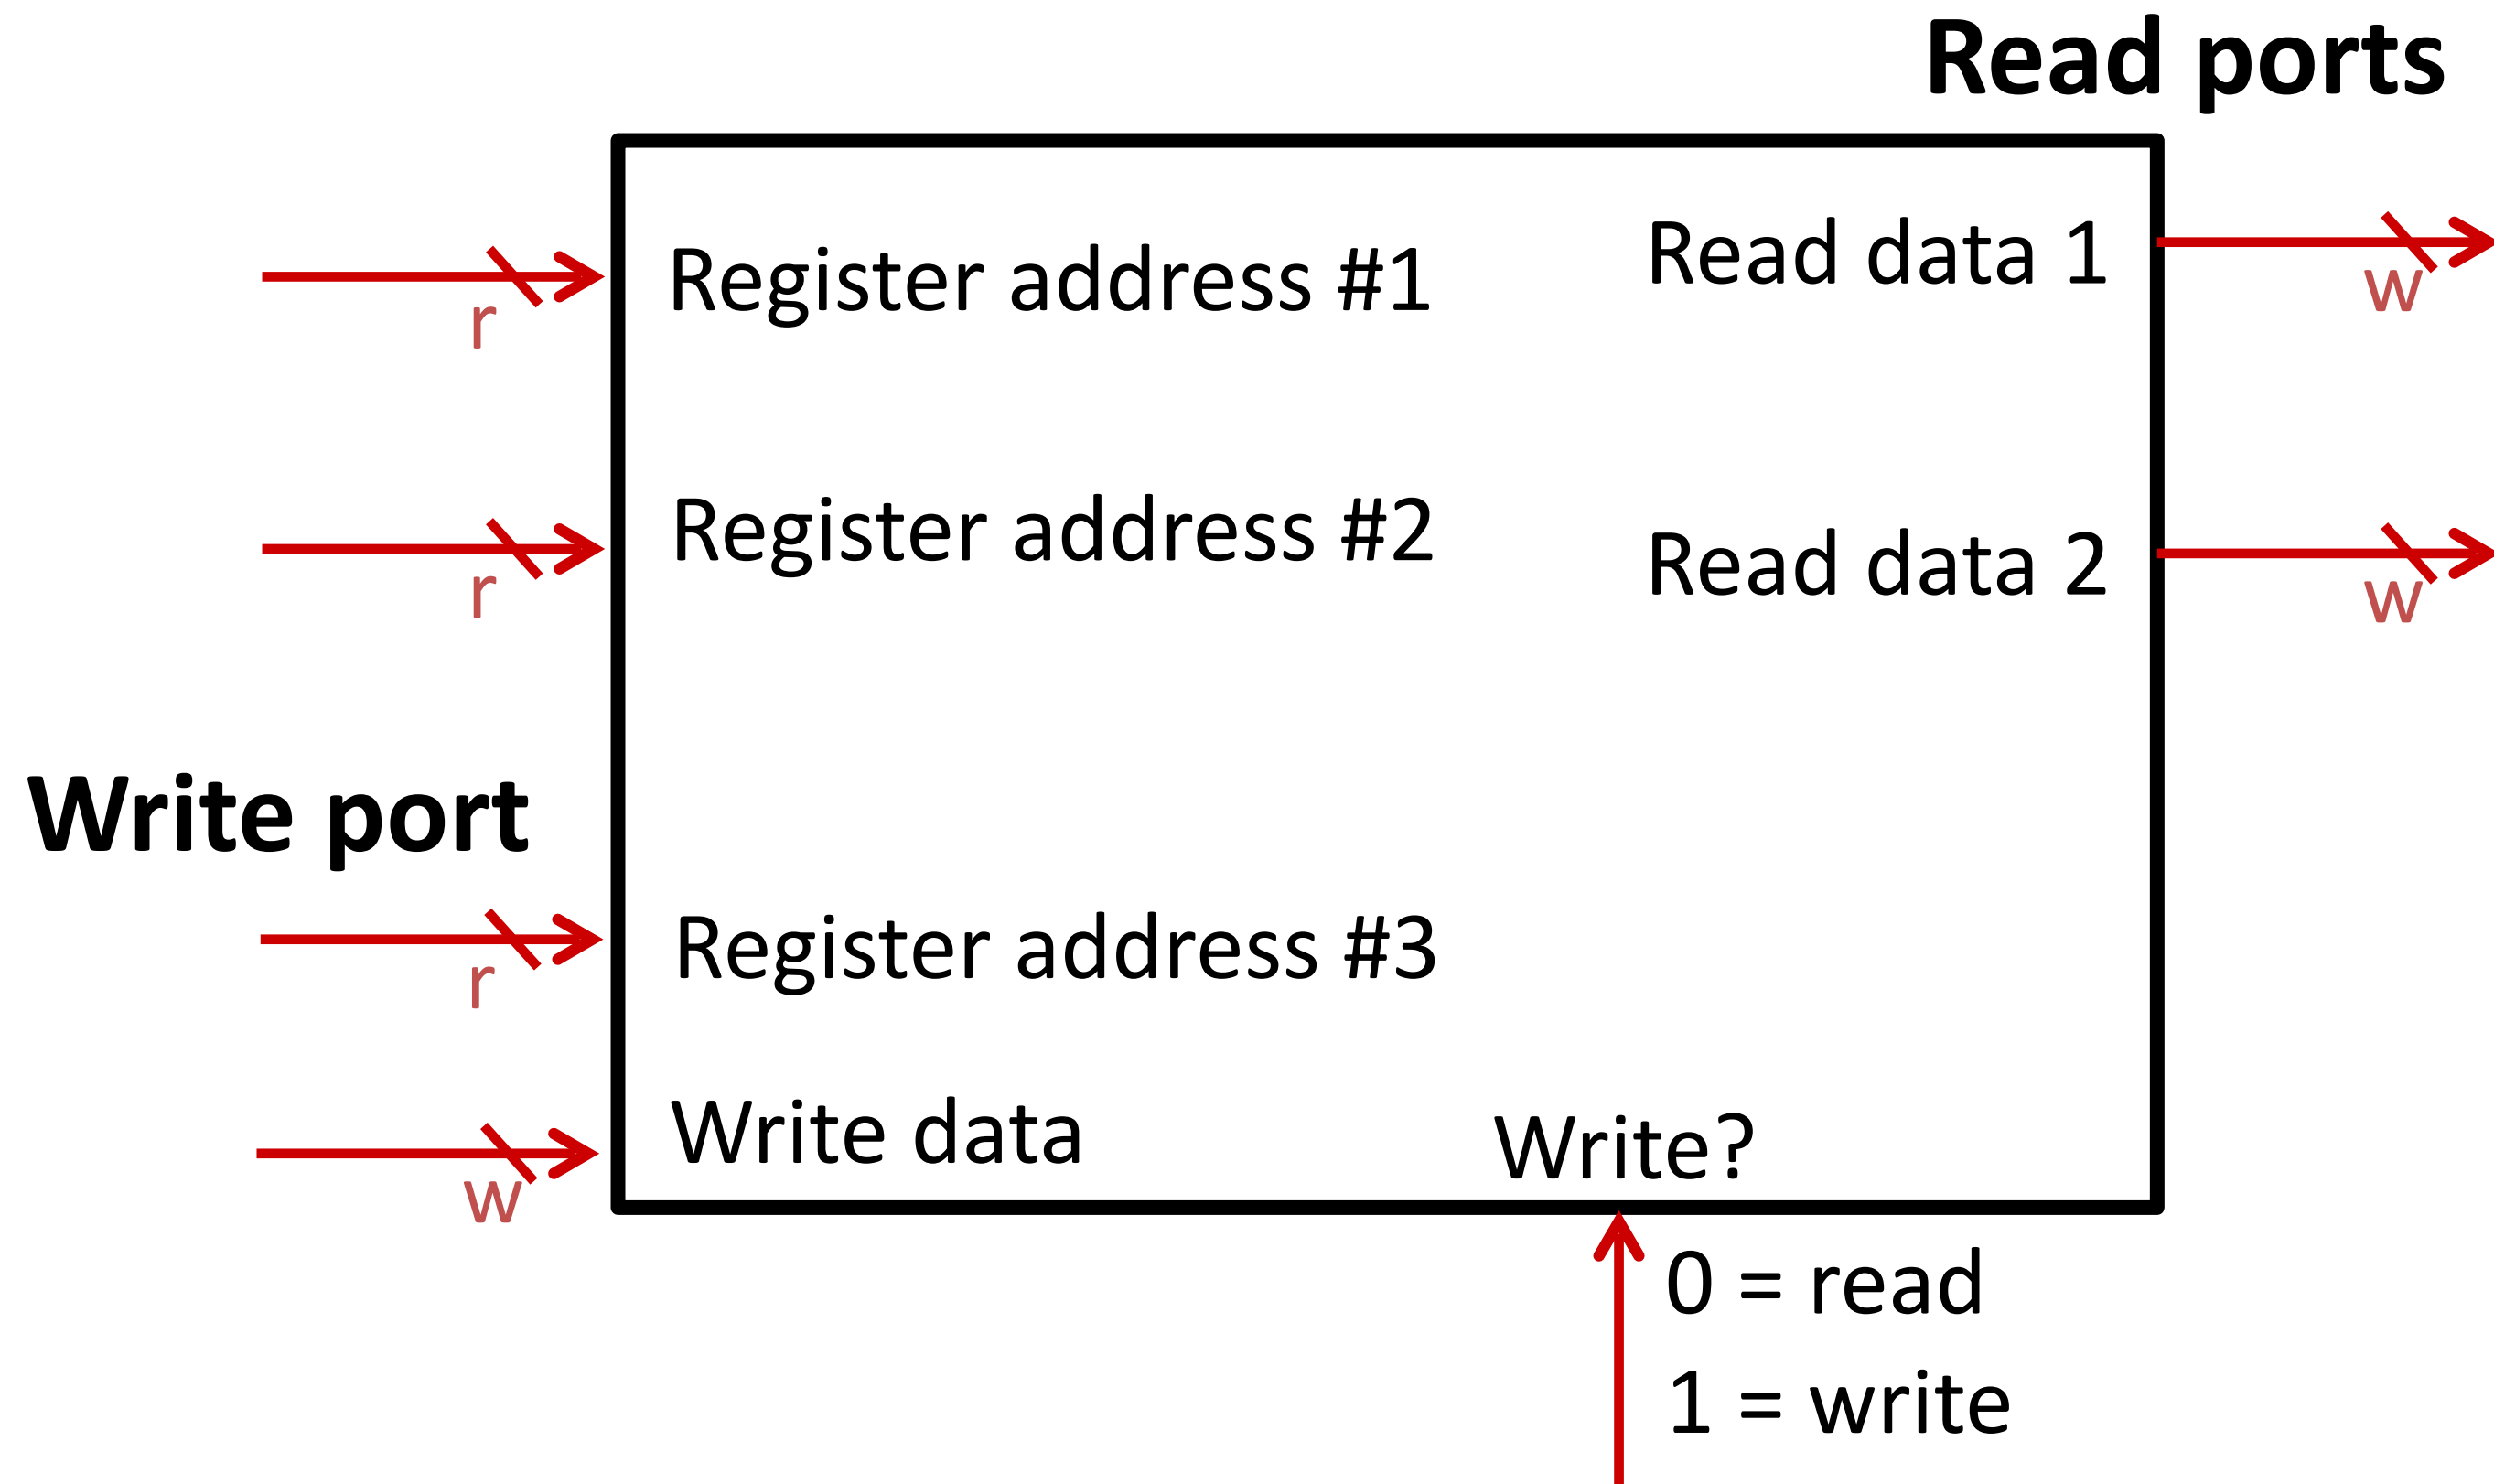 Read ports
Register address #1
Read data 1
r
w
Register address #2
Read data 2
r
w
Write port
Register address #3
r
Write data
Write?
w
0 = read
1 = write